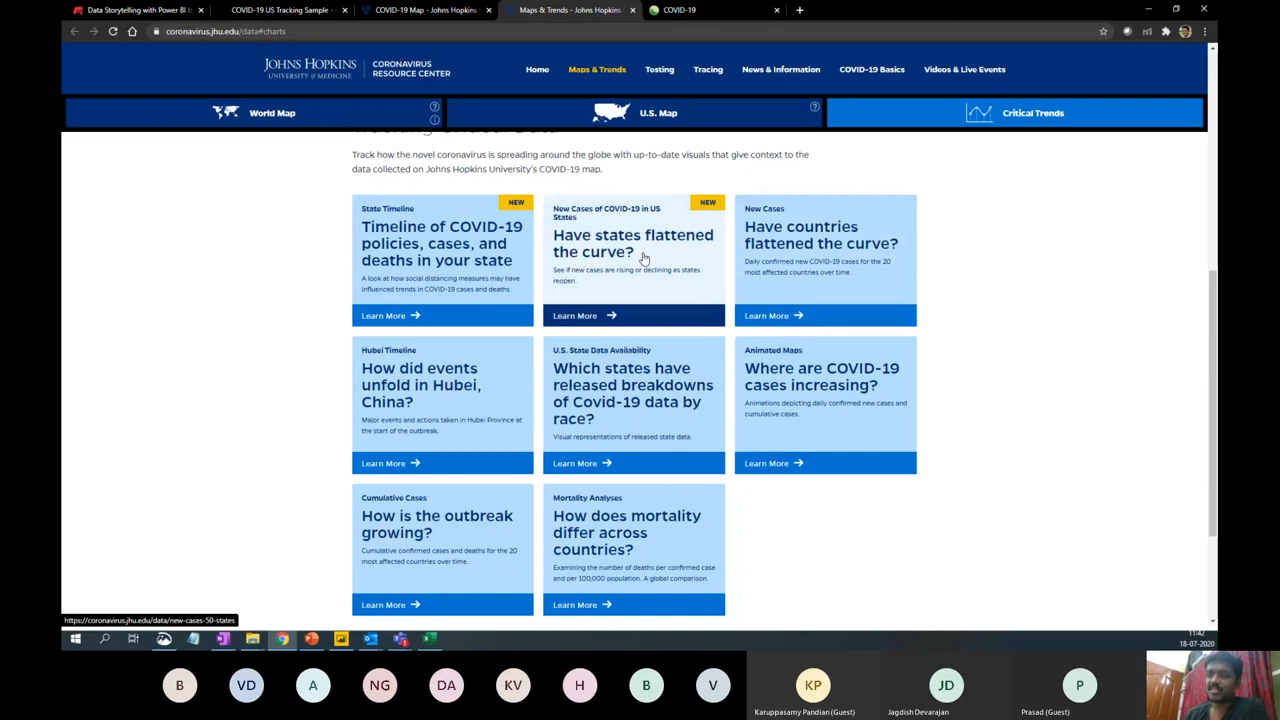 Data Storytelling with Power BI b
COVID-19 US Tracking Sample -
COVID-19 Map - Johns Hopkins
Maps & Trends - Johns Hopkins
COVID-19
coronavirus.jhu.edu/data#charts
JOHNS HOPKINS
UNIVERSITY & MEDICINE
CORONAVIRUS
RESOURCE CENTER
Home
Maps & Trends
Testing
Tracing
News & Information
COVID-19 Basics
Videos & Live Events
World Map
U.S. Map
Critical Trends
Track how the novel coronavirus is spreading around the globe with up-to-date visuals that give context to the
data collected on Johns Hopkins University's COVID-19 map.
NEW
State Timeline
Timeline of COVID-19
policies, cases, and
deaths in your state
A look at how social distancing measures may have
influenced trends in COVID-19 cases and deaths
Learn More
NEW
New Cases of COVID-19 in US
States
Have states flattened
the curve?
See if new cases are rising or declining as states
reopen.
Learn More
New Cases
Have countries
flattened the curve?
Daily confirmed new COVID-19 cases for the 20
most affected countries over time.
Learn More
Hubei Timeline
How did events
unfold in Hubei,
China?
Major events and actions taken in Hubei Province at
the start of the outbreak.
Learn More
U.S. State Data Availability
Which states have
released breakdowns
of Covid-19 data by
race?
Visual representations of released state data.
Learn More
Animated Maps
Where are COVID-19
cases increasing?
Animations depicting daily confirmed new cases and
cumulative cases.
Learn More
Cumulative Cases
How is the outbreak
growing?
Cumulative confirmed cases and deaths for the 20
most affected countries over time.
Learn More
Mortality Analyses
How does mortality
differ across
countries?
Examining the number of deaths per confirmed case
and per 100,000 population. A global comparison.
Learn More
https://coronavirus.jhu.edu/data/new-cases-50-states
11:42
18-07-2020
B
VD
A
NG
DA
KV
H
B
V
KP
JD
P
Karuppasamy Pandian (Guest)
Jagdish Devarajan
Prasad (Guest)